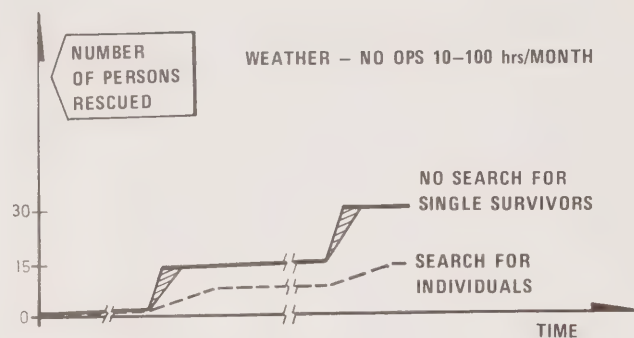 NUMBER
OF PERSONS
RESCUED
WEATHER – NO OPS 10–100 hrs/MONTH
NO SEARCH FOR
SINGLE SURVIVORS
30
15
SEARCH FOR
INDIVIDUALS
0
TIME